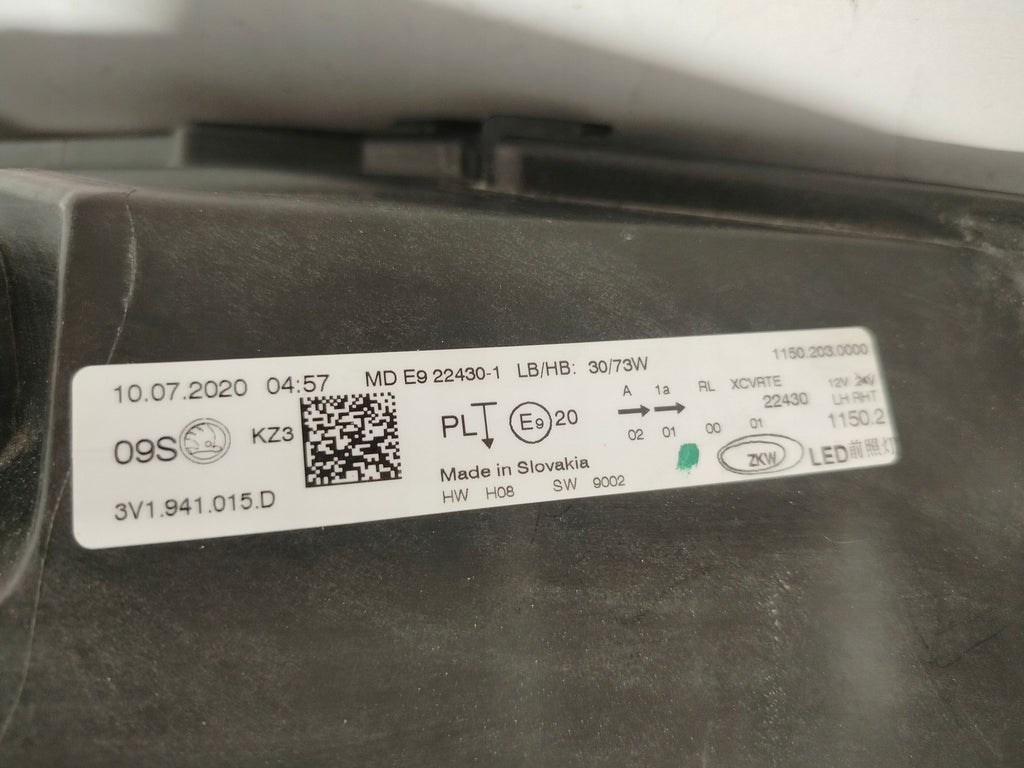 10.07.2020 04:57 MD E9 22430-1 LB/HB: 30/73W 1150.203.0000
A 1a RL XCVRTE 12V 24V
22430 LH RHT
09S KZ3 PL E9 20 02 01 00 01 1150.2
Made in Slovakia ZKW LED前照灯
3V1.941.015.D HW H08 SW 9002